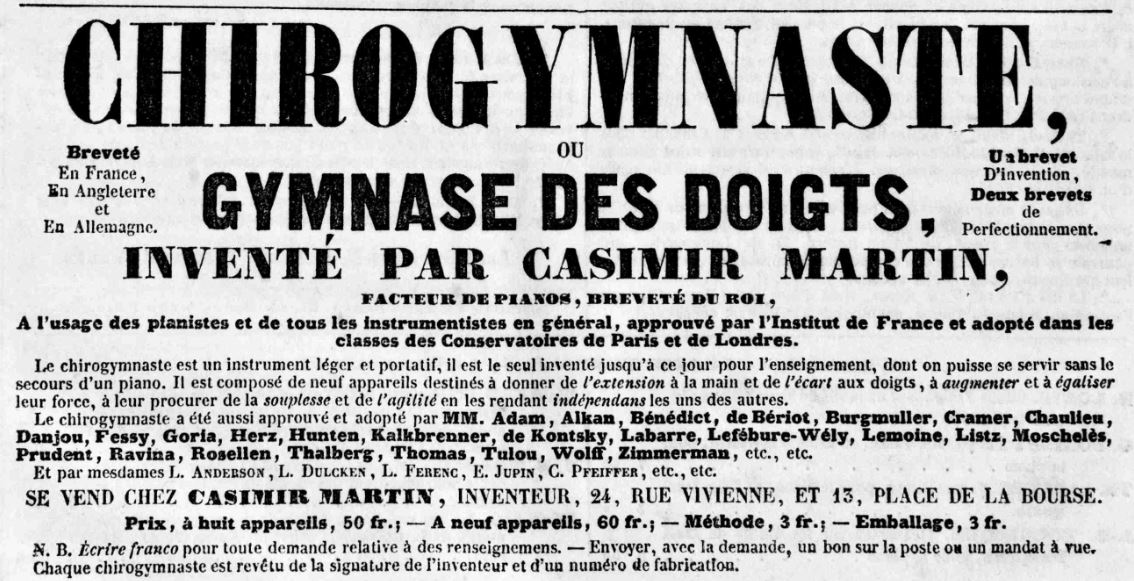 CHIROGYMNASTE,
OU
Breveté
En France,
En Angleterre
et
En Allemagne.
GYMNASE DES DOIGTS,
Un brevet
D'invention,
Deux brevets
de
Perfectionnement.
INVENTÉ PAR CASIMIR MARTIN,
FACTEUR DE PIANOS, BREVETÉ DU ROI,
A l'usage des pianistes et de tous les instrumentistes en général, approuvé par l'Institut de France et adopté dans les
classes des Conservatoires de Paris et de Londres.
Le chirogymnaste est un instrument léger et portatif, il est le seul inventé jusqu'à ce jour pour l'enseignement, dont on puisse se servir sans le
secours d'un piano. Il est composé de neuf appareils destinés à donner de l'extension à la main et de l'écart aux doigts, à augmenter et à égaliser
leur force, à leur procurer de la souplesse et de l'agilité en les rendant indépendans les uns des autres.
Le chirogymnaste a été aussi approuvé et adopté par MM. Adam, Alkan, Bénédict, de Bériot, Burgmuller, Cramer, Chaulieu,
Danjou, Fessy, Goria, Herz, Hunten, Kalkbrenner, de Kontsky, Labarre, Lefébure-Wély, Lemoine, Listz, Moschelès,
Prudent, Ravina, Rosellen, Thalberg, Thomas, Tulou, Wolff, Zimmerman, etc., etc.
Et par mesdames L. ANDERSON, L. DULCKEN, L. FERENC, E. JUPIN, C. PFEIFFER, etc., etc.
SE VEND CHEZ CASIMIR MARTIN, INVENTEUR, 24, RUE VIVIENNE, ET 13, PLACE DE LA BOURSE.
Prix, à huit appareils, 50 fr.; — A neuf appareils, 60 fr.; — Méthode, 3 fr.; — Emballage, 3 fr.
N. B. Écrire franco pour toute demande relative à des renseignemens. — Envoyer, avec la demande, un bon sur la poste ou un mandat à vue.
Chaque chirogymnaste est revêtu de la signature de l'inventeur et d'un numéro de fabrication.